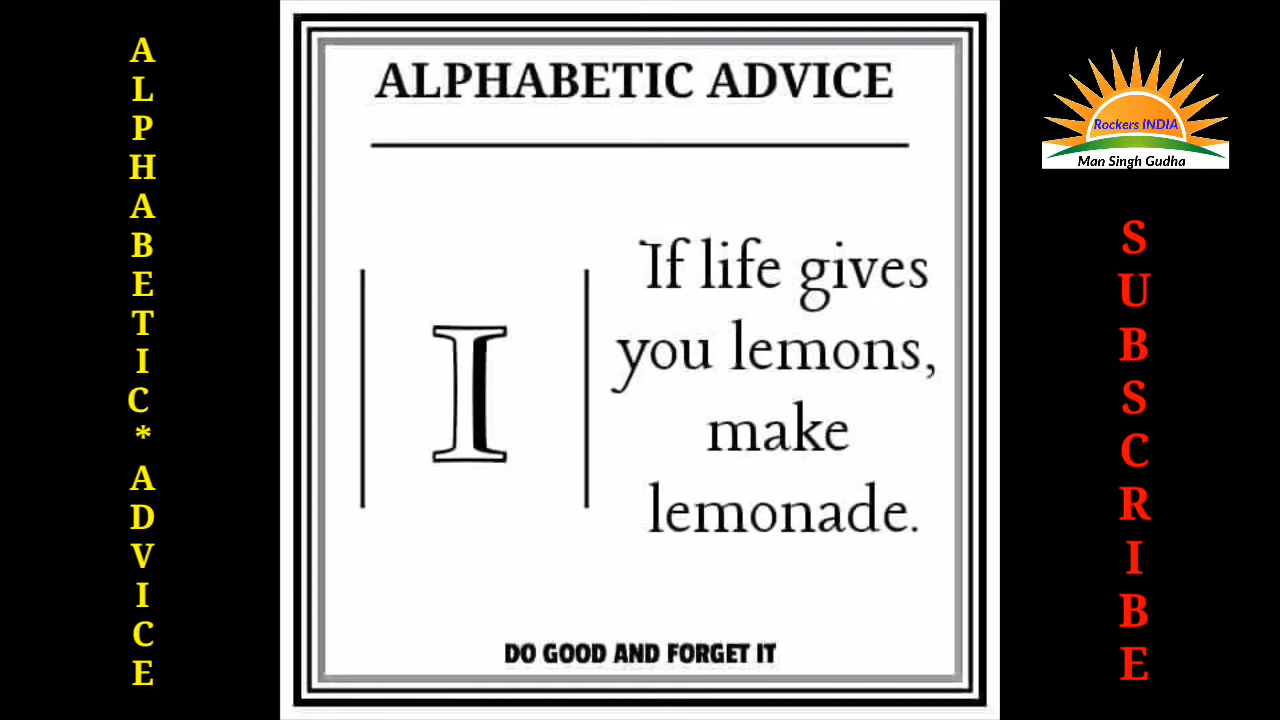 A
L
P
H
A
B
E
T
I
C
*
A
D
V
I
C
E
ALPHABETIC ADVICE
I
If life gives
you lemons,
make
lemonade.
DO GOOD AND FORGET IT
Rockers INDIA
Man Singh Gudha
S
U
B
S
C
R
I
B
E